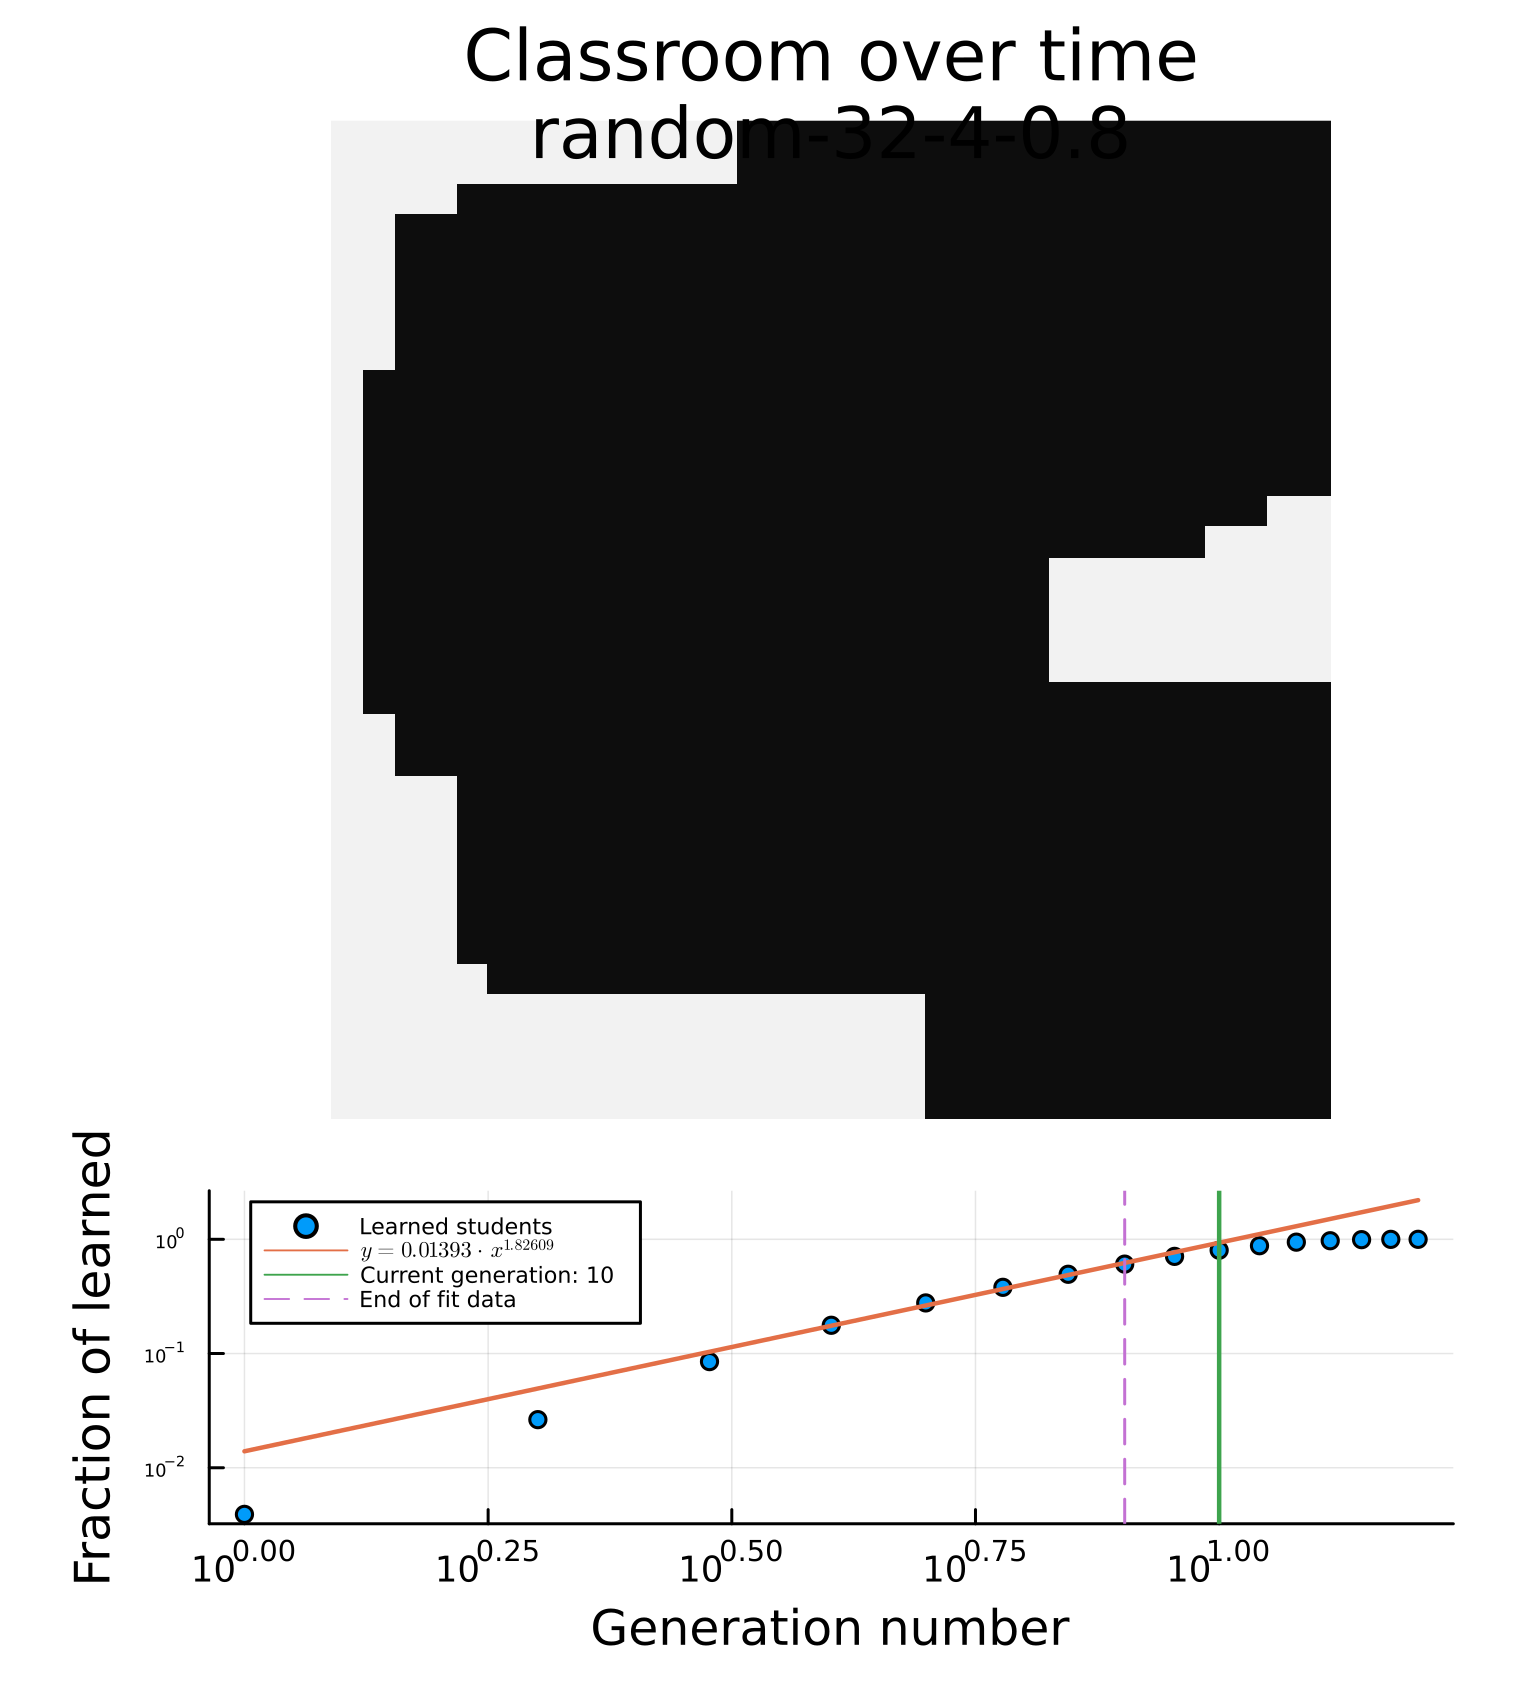 Classroom over time
random-32-4-0.8
Fraction of learned
10^0
10^−1
10^−2
Learned students
y = 0.01393 · x^1.82609
Current generation: 10
End of fit data
10^0.00
10^0.25
10^0.50
10^0.75
10^1.00
Generation number